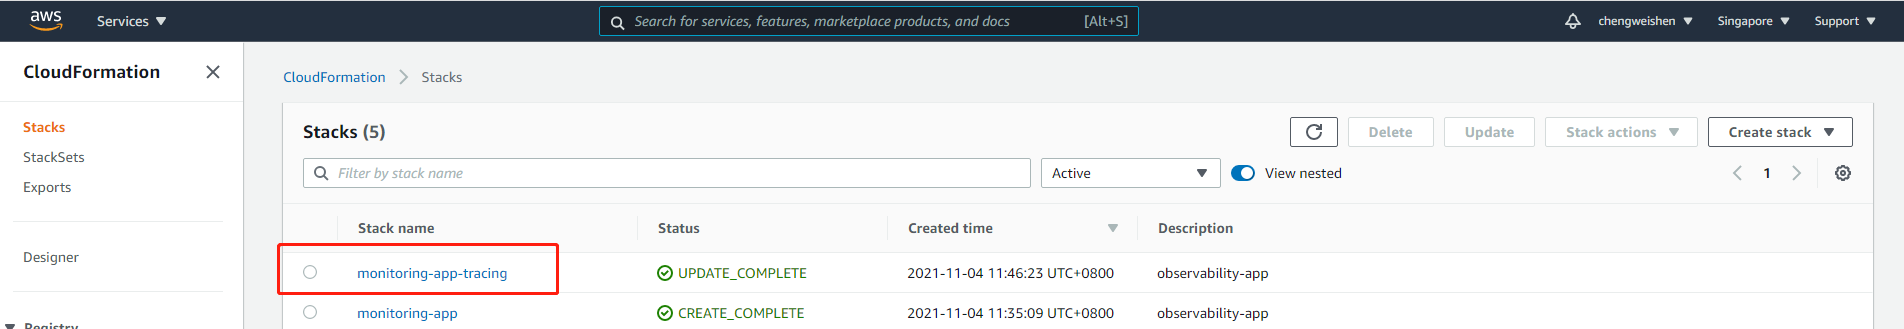 aws Services Search for services, features, marketplace products, and docs [Alt+S] chengweishen Singapore Support
CloudFormation
Stacks
StackSets
Exports
Designer
Registry
CloudFormation Stacks
Stacks (5) Delete Update Stack actions Create stack
Filter by stack name Active View nested 1
Stack name Status Created time Description
monitoring-app-tracing UPDATE_COMPLETE 2021-11-04 11:46:23 UTC+0800 observability-app
monitoring-app CREATE_COMPLETE 2021-11-04 11:35:09 UTC+0800 observability-app